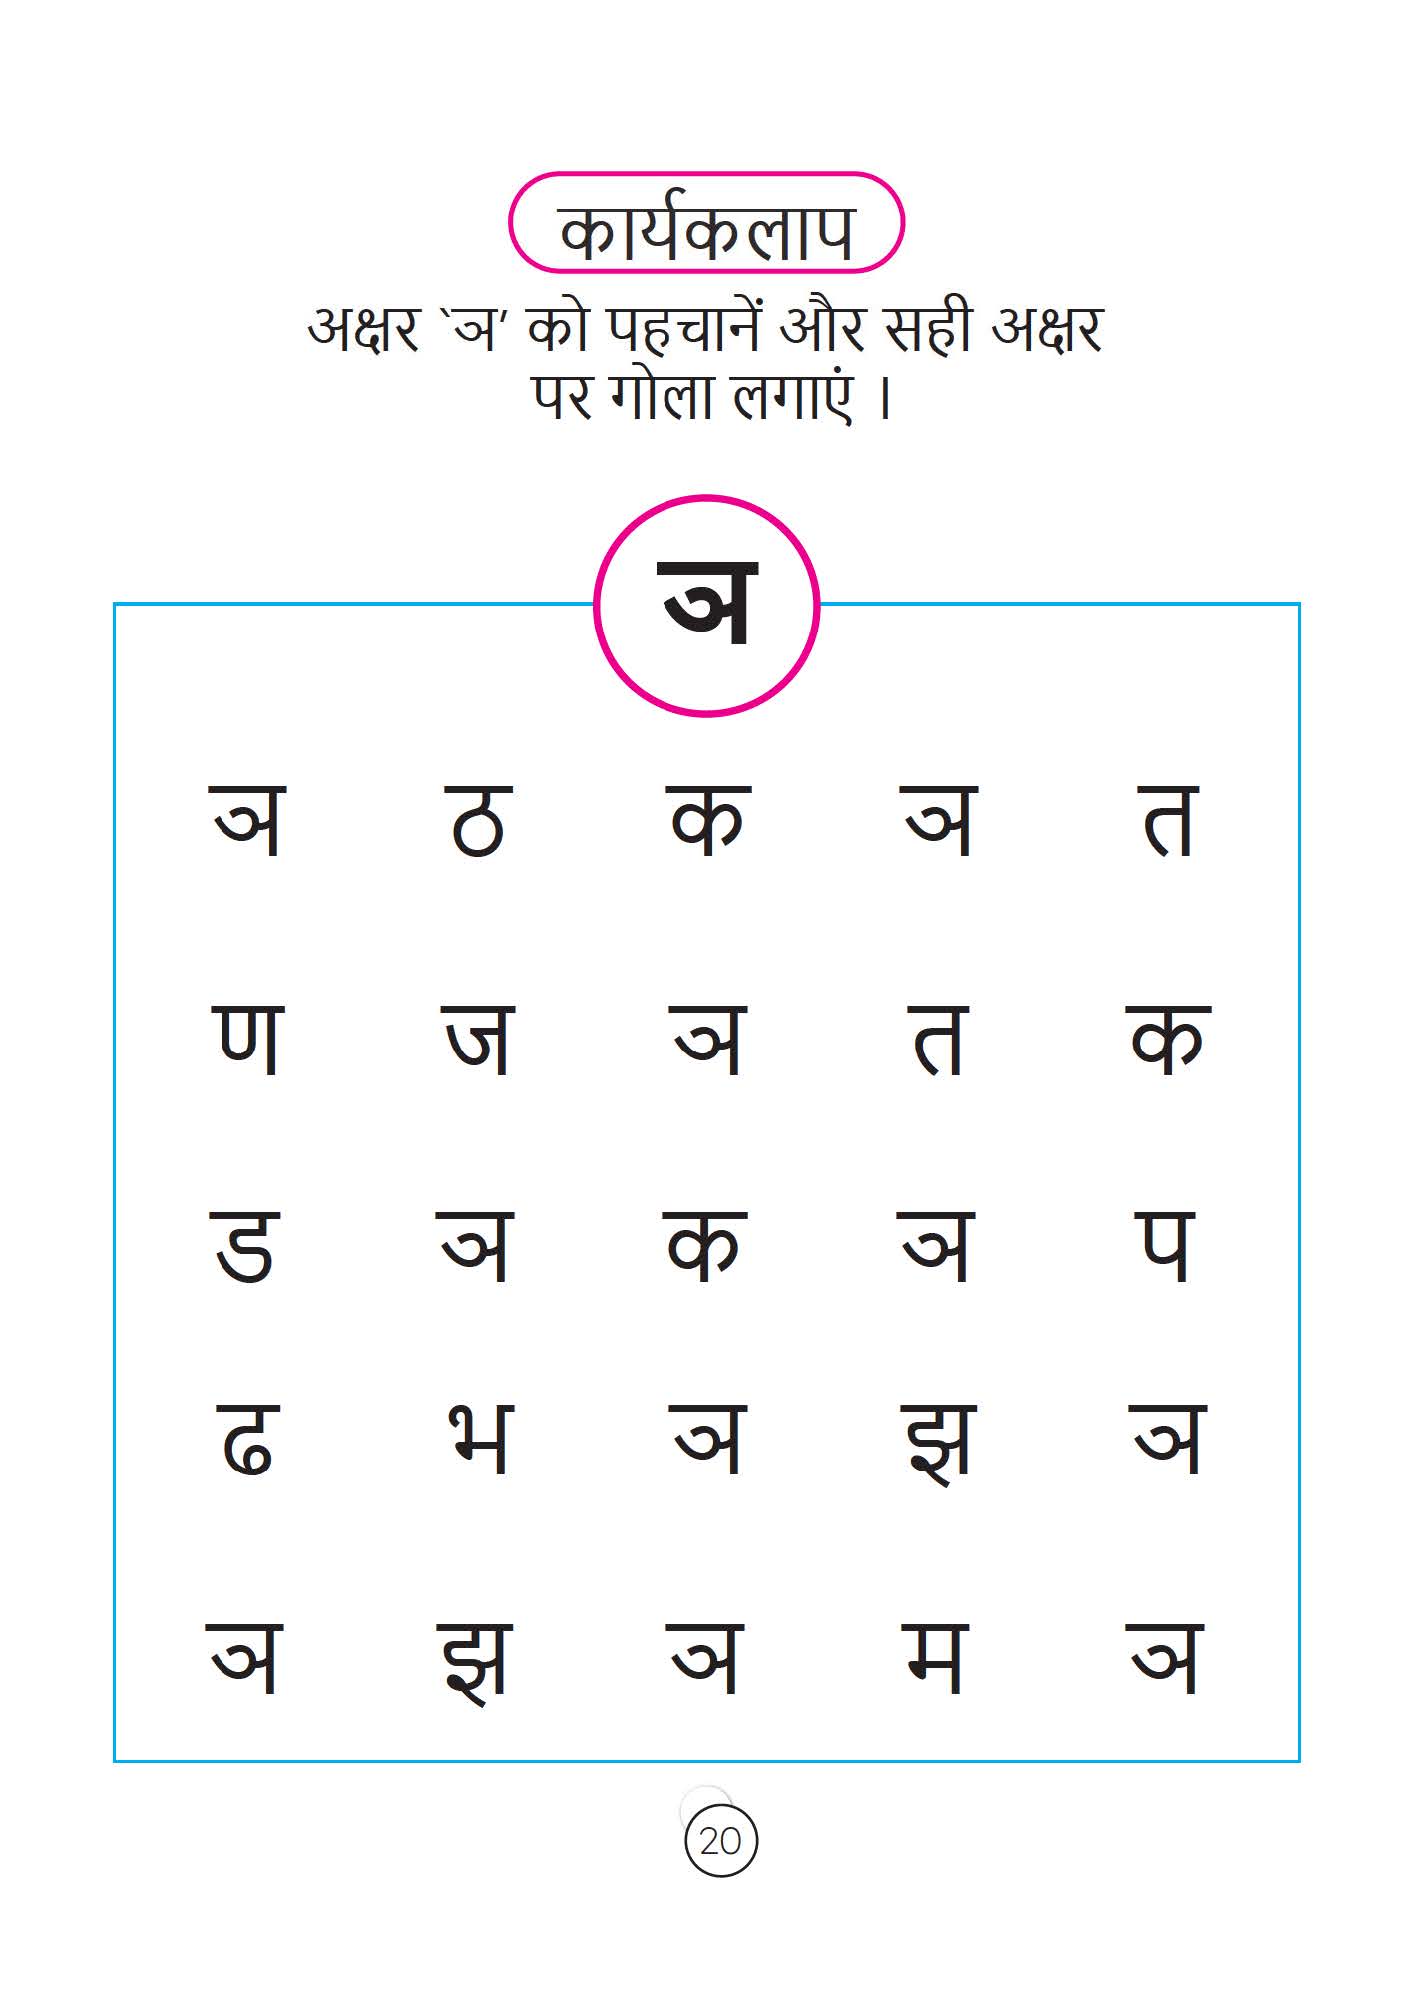 कार्यकलाप
अक्षर `ञ’ को पहचानें और सही अक्षर
पर गोला लगाएं ।
ञ
ञ ठ क ञ त
ण ज ञ त क
ड ञ क ञ प
ढ भ ञ झ ञ
ञ झ ञ म ञ
20